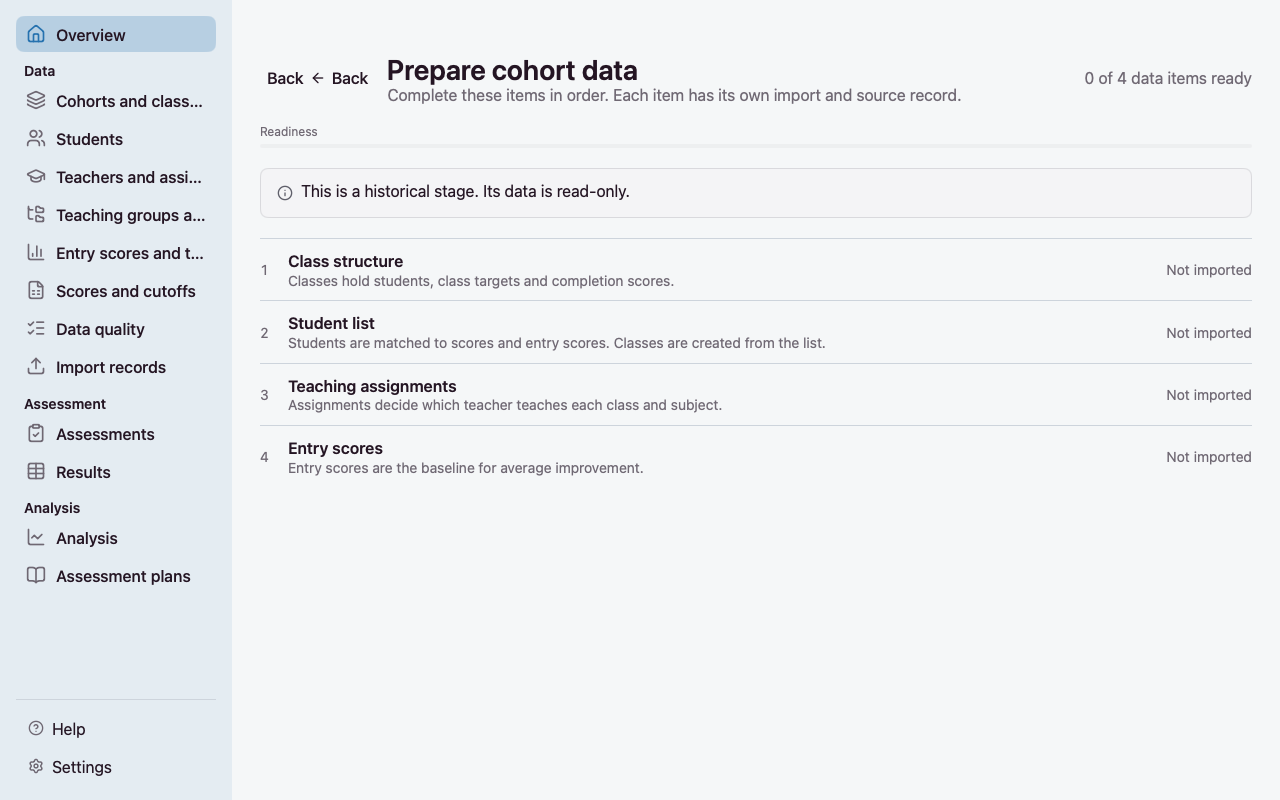 Overview
Data
Cohorts and class...
Students
Teachers and assi...
Teaching groups a...
Entry scores and t...
Scores and cutoffs
Data quality
Import records
Assessment
Assessments
Results
Analysis
Analysis
Assessment plans
Help
Settings
Back ← Back
Prepare cohort data
Complete these items in order. Each item has its own import and source record.
0 of 4 data items ready
Readiness
This is a historical stage. Its data is read-only.
1
Class structure
Classes hold students, class targets and completion scores.
Not imported
2
Student list
Students are matched to scores and entry scores. Classes are created from the list.
Not imported
3
Teaching assignments
Assignments decide which teacher teaches each class and subject.
Not imported
4
Entry scores
Entry scores are the baseline for average improvement.
Not imported